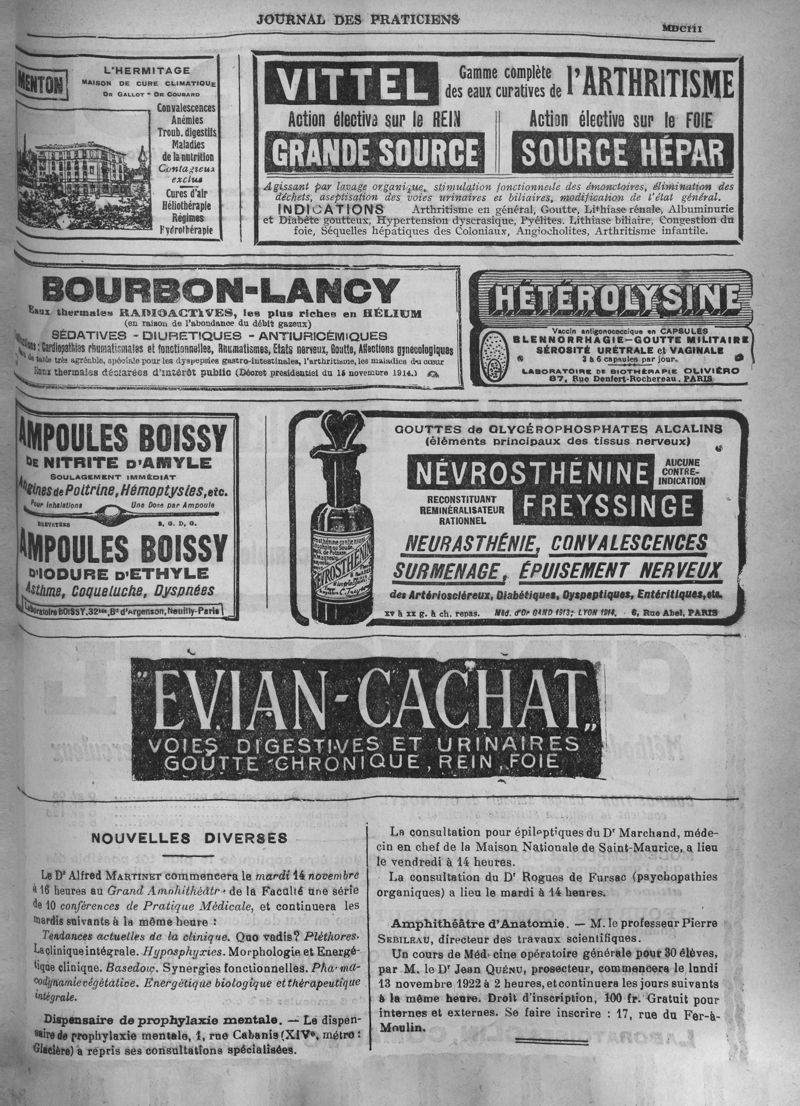 JOURNAL DES PRATICIENS
MDCIII
MENTON
L'HERMITAGE
MAISON DE CURE CLIMATIQUE
DR GALLOT - DR COUBARD
Convalescences
Anémies
Troub. digestifs
Maladies
de la nutrition
Contagieux
exclus
Cures d'air
Héliothérapie
Régimes
Hydrothérapie
VITTEL
Gamme complète
des eaux curatives de
l'ARTHRITISME
Action élective sur le REIN
GRANDE SOURCE
Action élective sur le FOIE
SOURCE HÉPAR
Agissant par lavage organique, stimulation fonctionnelle des émonctoires, élimination des
déchets, aseptisation des voies urinaires et biliaires, modification de l'état général.
INDICATIONS Arthritisme en général, Goutte, Lithiase rénale, Albuminurie
et Diabète goutteux, Hypertension dyscrasique, Pyélites. Lithiase biliaire, Congestion du
foie, Séquelles hépatiques des Coloniaux, Angiocholites, Arthritisme infantile.
BOURBON-LANCY
Eaux thermales RADIOACTIVES, les plus riches en HÉLIUM
(en raison de l'abondance du débit gazeux)
SÉDATIVES - DIURETIQUES - ANTIURICÉMIQUES
: Cardiopathies rhumatismales et fonctionnelles, Rhumatismes, Etats nerveux, Goutte, Affections gynecologiques
de table très agréable, spéciale pour les dyspepsies gastro-intestinales, l'arthritisme, les maladies du cœur
Eaux thermales déclarées d'intérêt public (Décret présidentiel du 15 novembre 1914.)
HÉTÉROLYSINE
Vaccin antigonococcique en CAPSULES
BLENNORRHAGIE - GOUTTE MILITAIRE
SÉROSITÉ URÉTRALE et VAGINALE
3 à 6 capsules par jour.
LABORATOIRE DE BIOTHÉRAPIE OLIVIÉRO
87, Rue Denfert-Rochereau. PARIS
AMPOULES BOISSY
DE NITRITE D'AMYLE
SOULAGEMENT IMMÉDIAT
Angines de Poitrine, Hémoptysies, etc.
Pour Inhalations
Une Dose par Ampoule
BREVETÉES
S. G. D. G.
AMPOULES BOISSY
D'IODURE D'ETHYLE
Asthme, Coqueluche, Dyspnées
Laboratoire BOISSY, 32bis, Bd d'Argenson, Neuilly-Paris
GOUTTES de GLYCÉROPHOSPHATES ALCALINS
(éléments principaux des tissus nerveux)
NÉVROSTHÉNINE
AUCUNE
CONTRE-
INDICATION
RECONSTITUANT
REMINÉRALISATEUR
RATIONNEL
FREYSSINGE
NEURASTHÉNIE, CONVALESCENCES
SURMENAGE, ÉPUISEMENT NERVEUX
des Artérioscléreux, Diabétiques, Dyspeptiques, Entéritiques, etc.
XV à XX g. à ch. repas. Méd. d'Or GAND 1913; LYON 1914. 6, Rue Abel, PARIS
"EVIAN-CACHAT„
VOIES DIGESTIVES ET URINAIRES
GOUTTE CHRONIQUE, REIN, FOIE
NOUVELLES DIVERSES
Le Dr Alfred MARTINET commencera le mardi 14 novembre
à 16 heures au Grand Amphithéâtre de la Faculté une série
de 10 conférences de Pratique Médicale, et continuera les
mardis suivants à la même heure :
Tendances actuelles de la clinique. Quo vadis? Pléthores.
La clinique intégrale. Hyposphyxies. Morphologie et Energé-
tique clinique. Basedow. Synergies fonctionnelles. Pharma-
codynamie végétative. Energétique biologique et thérapeutique
intégrale.
Dispensaire de prophylaxie mentale. — Le dispen-
saire de prophylaxie mentale, 1, rue Cabanis (XIVe, métro :
Glacière) a repris ses consultations spécialisées.
La consultation pour épileptiques du Dr Marchand, méde-
cin en chef de la Maison Nationale de Saint-Maurice, a lieu
le vendredi à 14 heures.
La consultation du Dr Rogues de Fursac (psychopathies
organiques) a lieu le mardi à 14 heures.
Amphithéâtre d'Anatomie. — M. le professeur Pierre
SEBILEAU, directeur des travaux scientifiques.
Un cours de Médecine opératoire générale pour 30 élèves,
par M. le Dr Jean QUÉNU, prosecteur, commencera le lundi
13 novembre 1922 à 2 heures, et continuera les jours suivants
à la même heure. Droit d'inscription, 100 fr. Gratuit pour
internes et externes. Se faire inscrire : 17, rue du Fer-à-
Moulin.